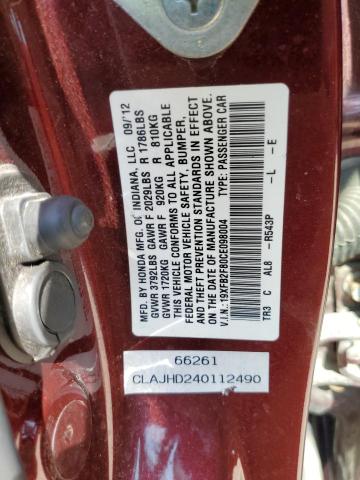 MFD. BY HONDA MFG. OF INDIANA, LLC 09/'12
GVWR 3792LBS GAWR F 2029LBS R 1786LBS
GVWR 1720KG GAWR F 920KG R 810KG
THIS VEHICLE CONFORMS TO ALL APPLICABLE
FEDERAL MOTOR VEHICLE SAFETY, BUMPER,
AND THEFT PREVENTION STANDARDS IN EFFECT
ON THE DATE OF MANUFACTURE SHOWN ABOVE.
V.I.N.:19XFB2F80CE098004 TYPE:PASSENGER CAR
TR3 C AL8 -R543P -L -E
66261
CLAJHD240112490